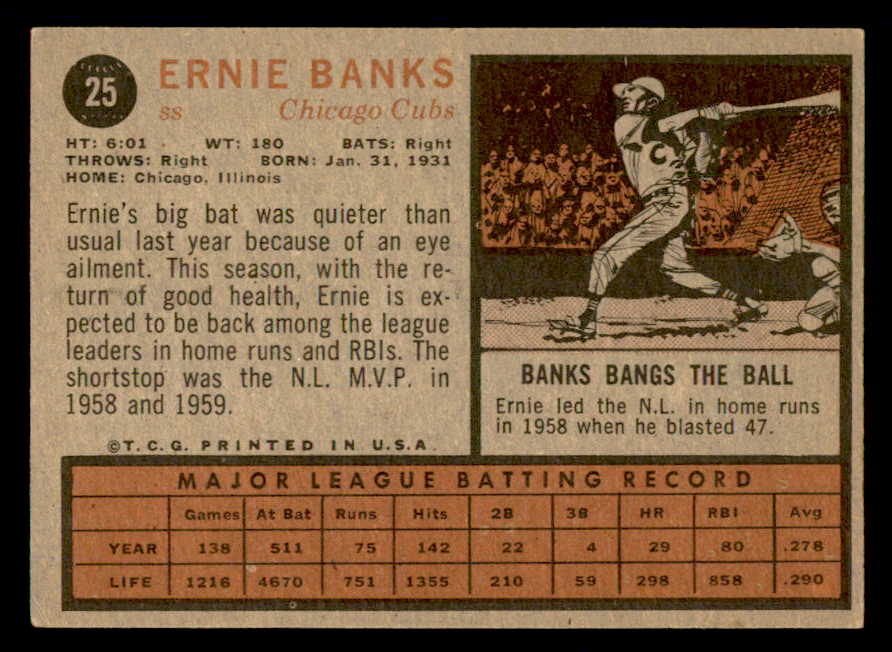 25
ERNIE BANKS
ss Chicago Cubs
HT: 6:01 WT: 180 BATS: Right
THROWS: Right BORN: Jan. 31, 1931
HOME: Chicago, Illinois
Ernie's big bat was quieter than
usual last year because of an eye
ailment. This season, with the re-
turn of good health, Ernie is ex-
pected to be back among the league
leaders in home runs and RBIs. The
shortstop was the N.L. M.V.P. in
1958 and 1959.
©T.C.G. PRINTED IN U.S.A.
C
BANKS BANGS THE BALL
Ernie led the N.L. in home runs
in 1958 when he blasted 47.
MAJOR LEAGUE BATTING RECORD
Games At Bat Runs Hits 2B 3B HR RBI Avg
YEAR 138 511 75 142 22 4 29 80 .278
LIFE 1216 4670 751 1355 210 59 298 858 .290